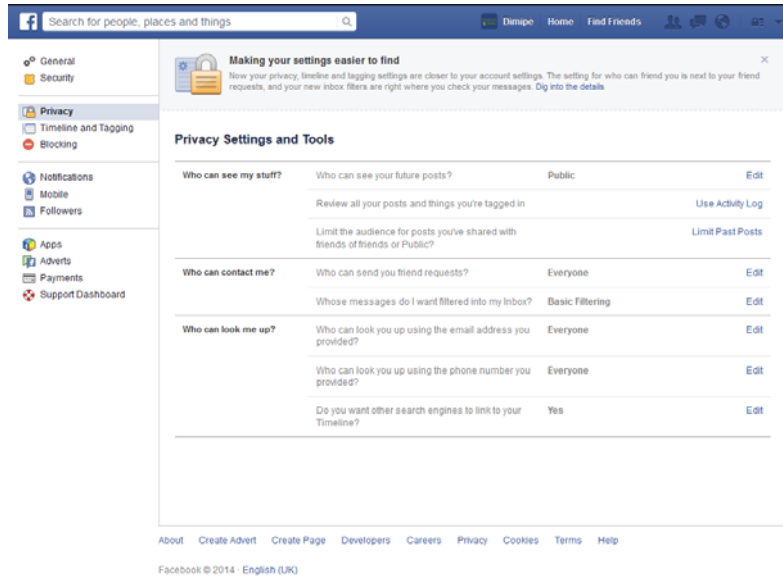 f Search for people, places and things Dimipe Home Find Friends
General
Security
Privacy
Timeline and Tagging
Blocking
Notifications
Mobile
Followers
Apps
Adverts
Payments
Support Dashboard
Making your settings easier to find
Now your privacy, timeline and tagging settings are closer to your account settings. The setting for who can friend you is next to your friend
requests, and your new inbox filters are right where you check your messages. Dig into the details
Privacy Settings and Tools
Who can see my stuff? Who can see your future posts? Public Edit
Review all your posts and things you're tagged in Use Activity Log
Limit the audience for posts you've shared with Limit Past Posts
friends of friends or Public?
Who can contact me? Who can send you friend requests? Everyone Edit
Whose messages do I want filtered into my Inbox? Basic Filtering Edit
Who can look me up? Who can look you up using the email address you Everyone Edit
provided?
Who can look you up using the phone number you Everyone Edit
provided?
Do you want other search engines to link to your Yes Edit
Timeline?
About Create Advert Create Page Developers Careers Privacy Cookies Terms Help
Facebook © 2014 · English (UK)